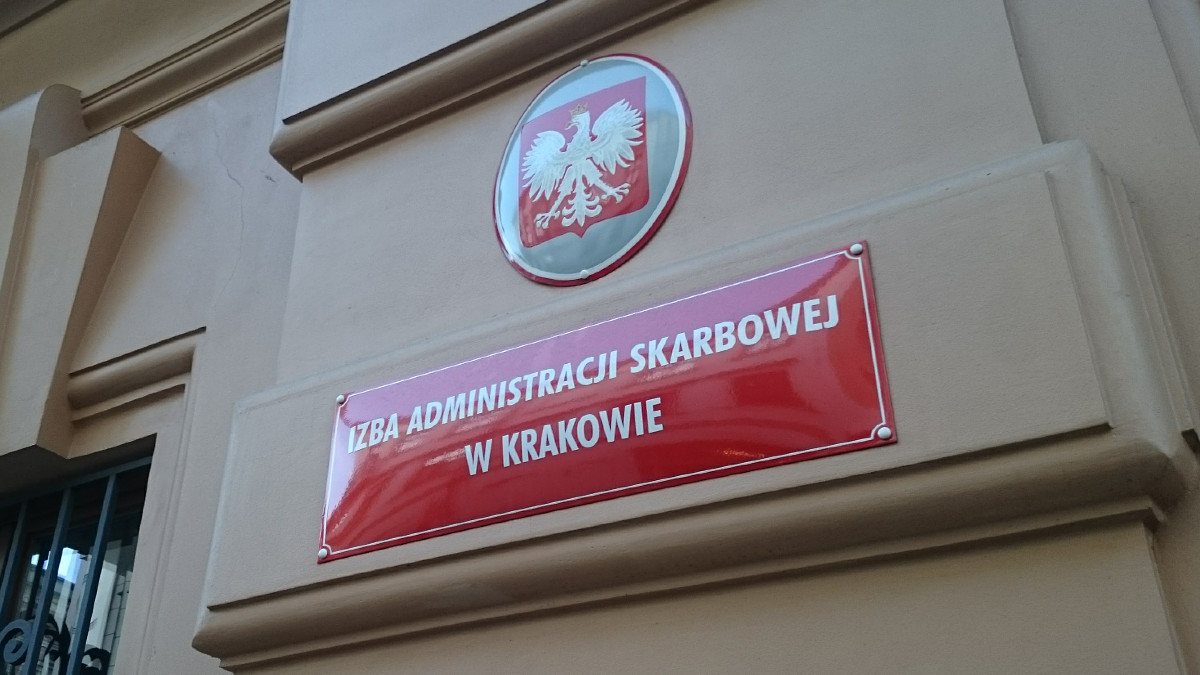 IZBA ADMINISTRACJI SKARBOWEJ
W KRAKOWIE